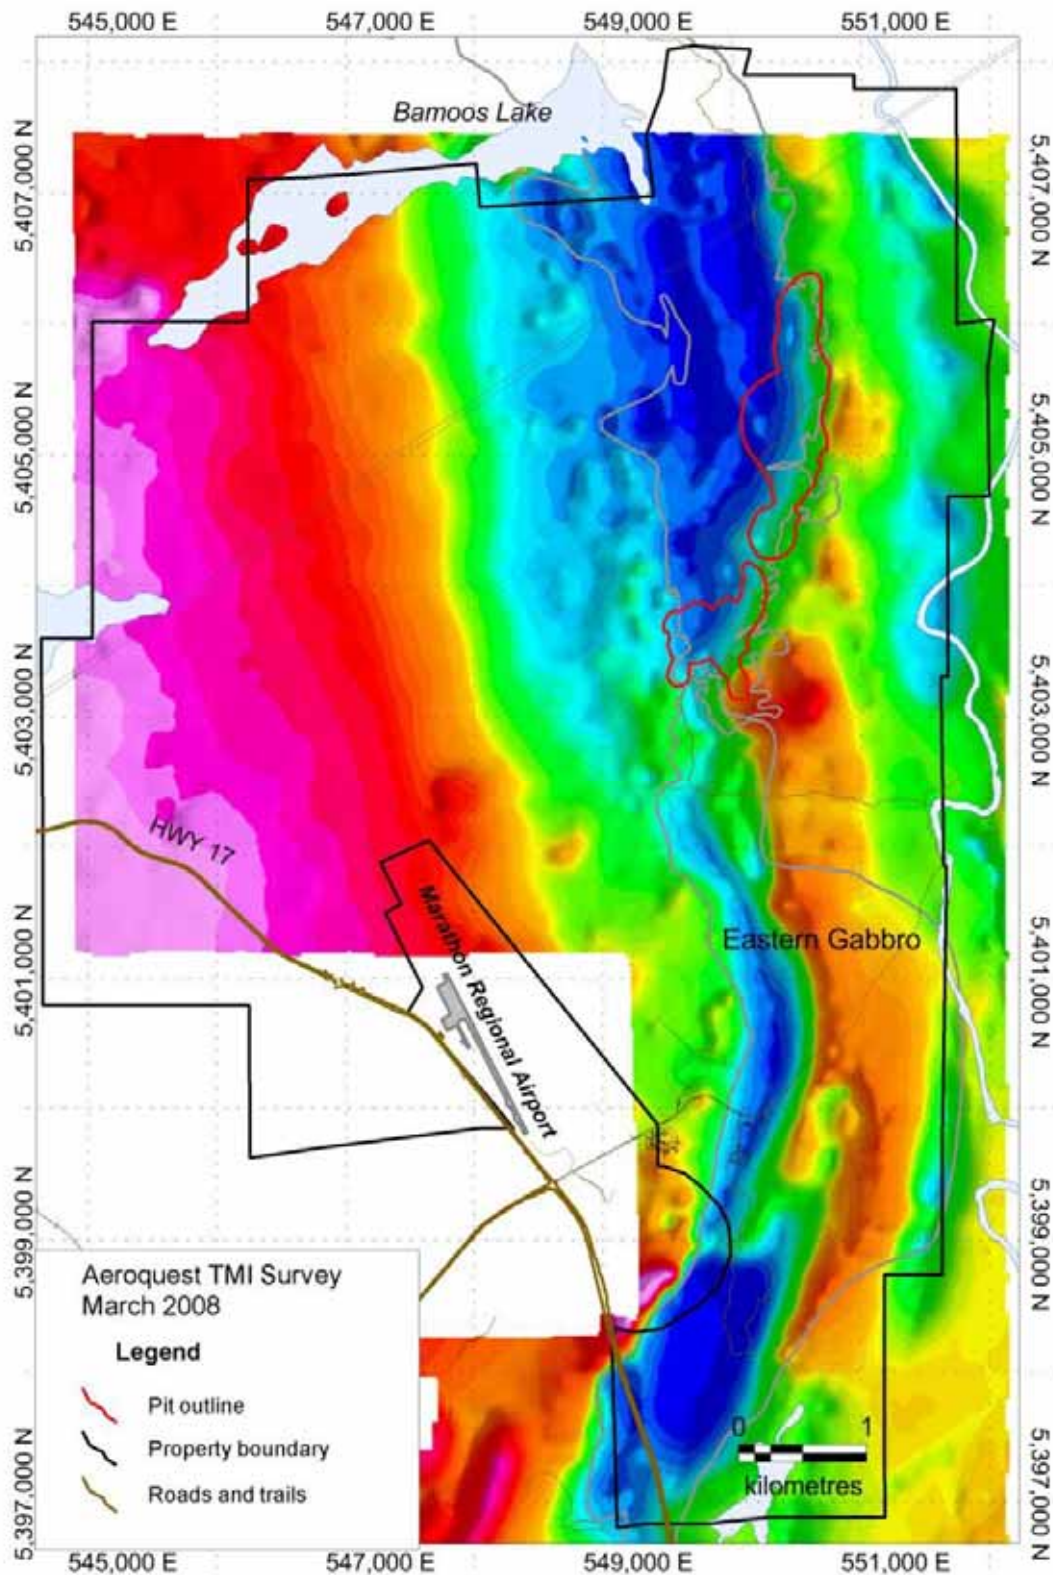 545,000 E
547,000 E
549,000 E
551,000 E
Bamoos Lake
5,407,000 N
5,407,000 N
5,405,000 N
5,405,000 N
5,403,000 N
5,403,000 N
HWY 17
Marathon Regional Airport
Eastern Gabbro
5,401,000 N
5,401,000 N
5,399,000 N
5,399,000 N
Aeroquest TMI Survey
March 2008
Legend
Pit outline
Property boundary
Roads and trails
0 1
kilometres
5,397,000 N
5,397,000 N
545,000 E
547,000 E
549,000 E
551,000 E